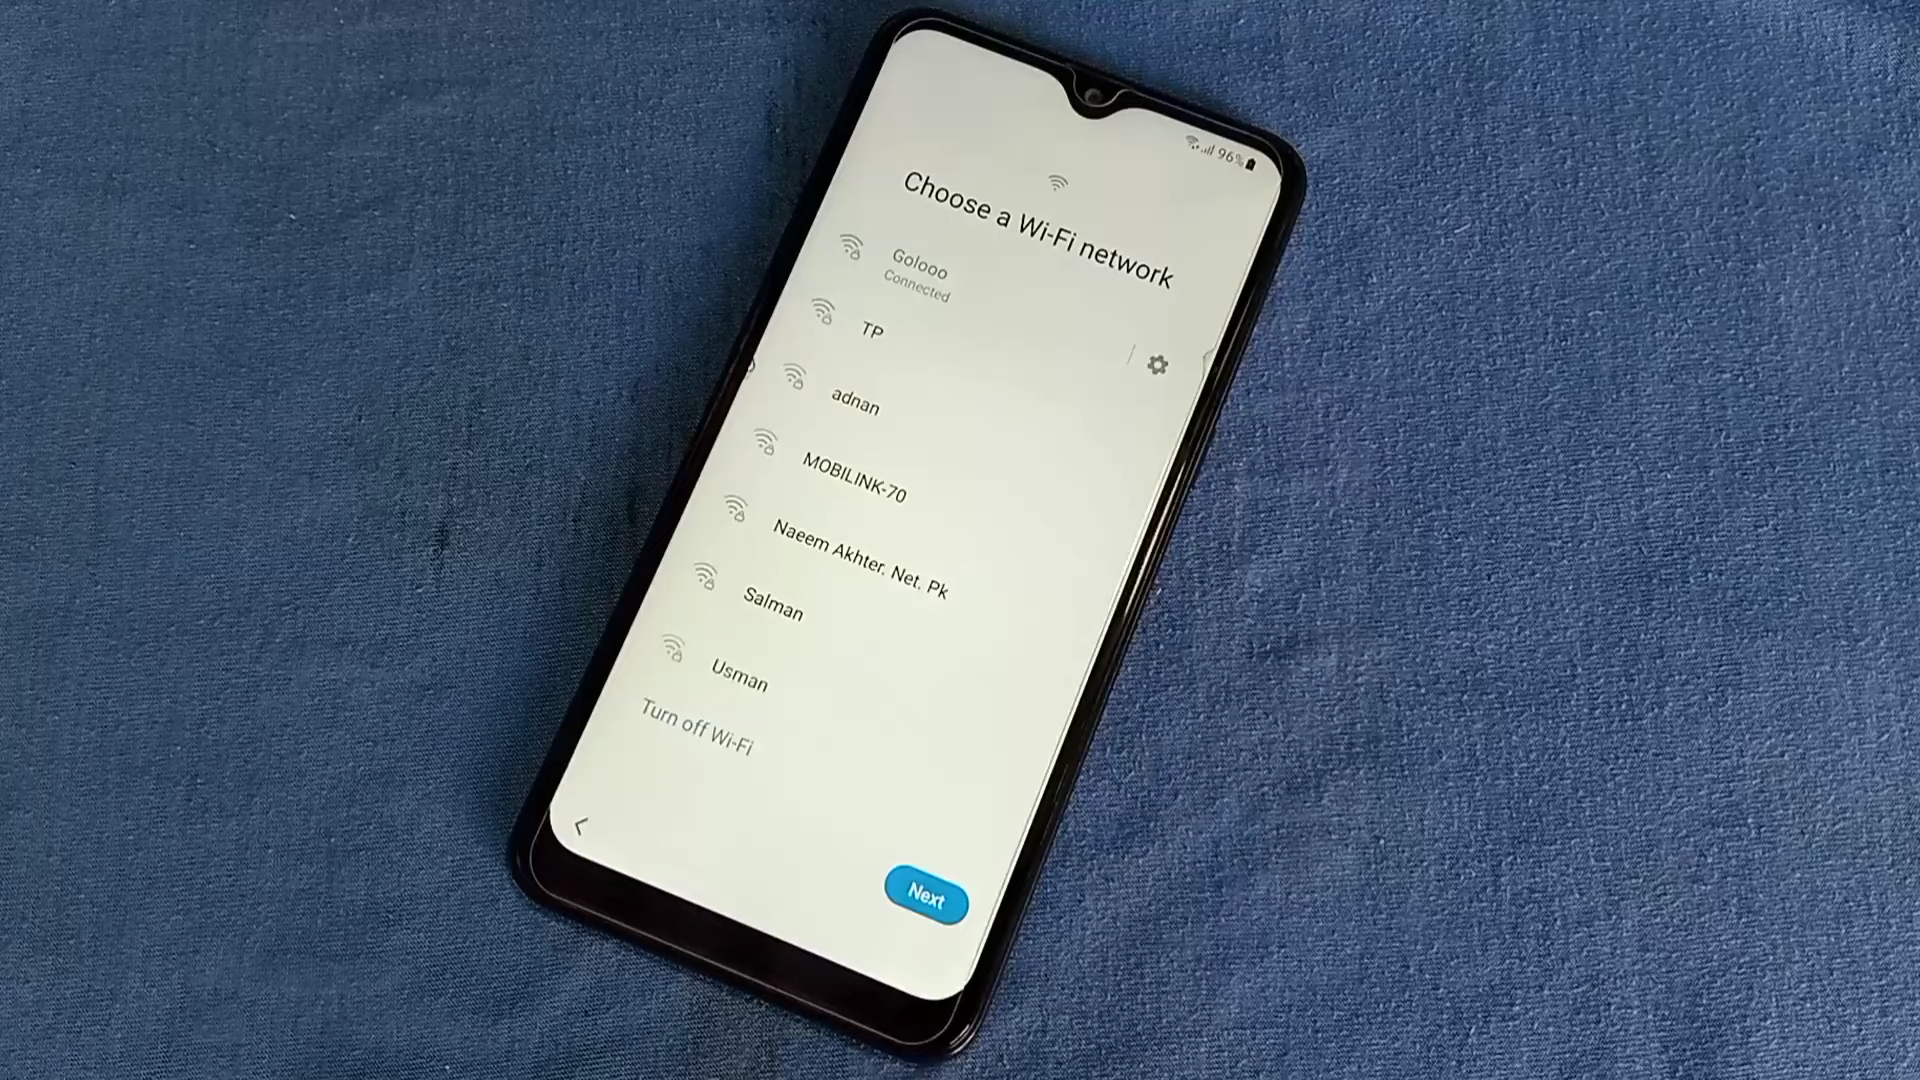 96%
Choose a Wi-Fi network
Golooo
Connected
TP
adnan
MOBILINK-70
Naeem Akhter. Net. Pk
Salman
Usman
Turn off Wi-Fi
Next